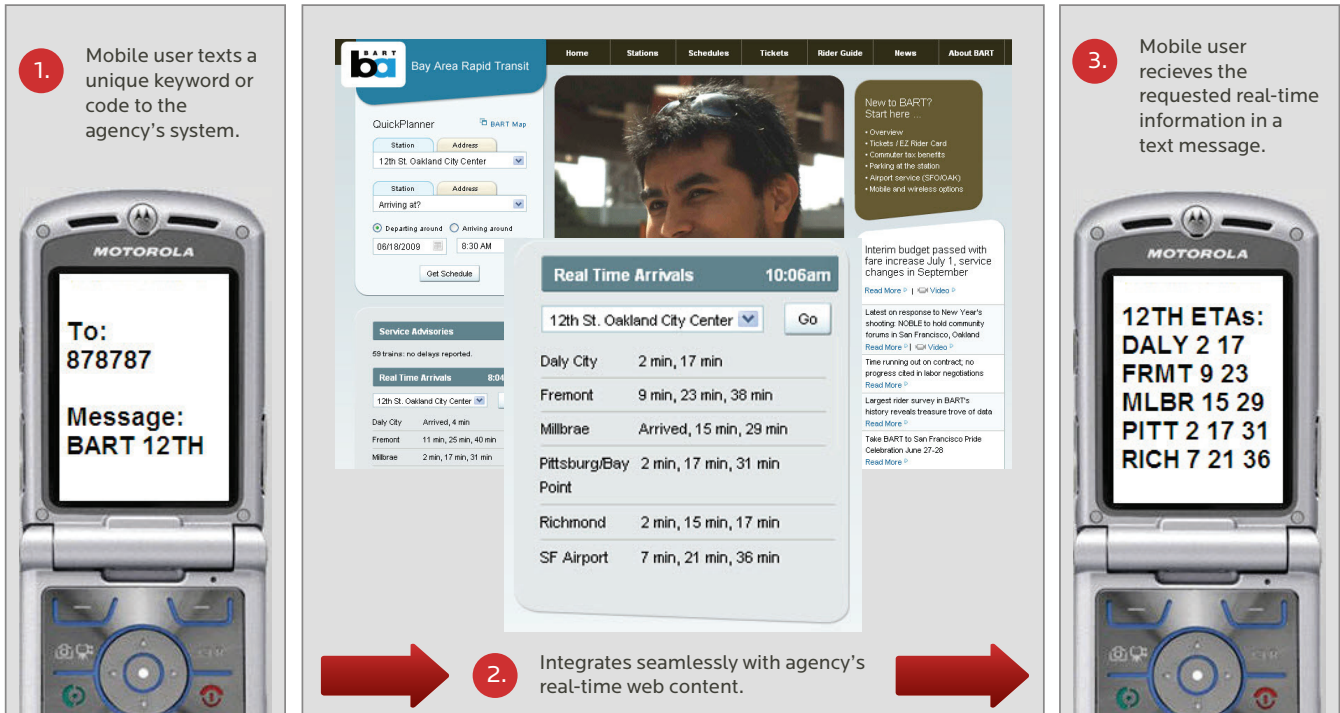 1.
Mobile user texts a
unique keyword or
code to the
agency's system.
MOTOROLA
To:
878787
Message:
BART 12TH
BART
ba
Bay Area Rapid Transit
Home Stations Schedules Tickets Rider Guide News About BART
QuickPlanner BART Map
Station Address
12th St. Oakland City Center
Station Address
Arriving at?
Departing around Arriving around
06/18/2009 8:30 AM
Get Schedule
Service Advisories
59 trains: no delays reported.
Real Time Arrivals 8:04
12th St. Oakland City Center
Daly City Arrived, 4 min
Fremont 11 min, 25 min, 40 min
Millbrae 2 min, 17 min, 31 min
New to BART?
Start here ...
• Overview
• Tickets / EZ Rider Card
• Commuter tax benefits
• Parking at the station
• Airport service (SFO/OAK)
• Mobile and wireless options
Interim budget passed with
fare increase July 1, service
changes in September
Read More | Video
Latest on response to New Year's
shooting: NOBLE to hold community
forums in San Francisco, Oakland
Read More | Video
Time running out on contract; no
progress cited in labor negotiations
Read More
Largest rider survey in BART's
history reveals treasure trove of data
Read More
Take BART to San Francisco Pride
Celebration June 27-28
Read More
Real Time Arrivals 10:06am
12th St. Oakland City Center Go
Daly City 2 min, 17 min
Fremont 9 min, 23 min, 38 min
Millbrae Arrived, 15 min, 29 min
Pittsburg/Bay 2 min, 17 min, 31 min
Point
Richmond 2 min, 15 min, 17 min
SF Airport 7 min, 21 min, 36 min
2.
Integrates seamlessly with agency's
real-time web content.
3.
Mobile user
recieves the
requested real-time
information in a
text message.
MOTOROLA
12TH ETAs:
DALY 2 17
FRMT 9 23
MLBR 15 29
PITT 2 17 31
RICH 7 21 36